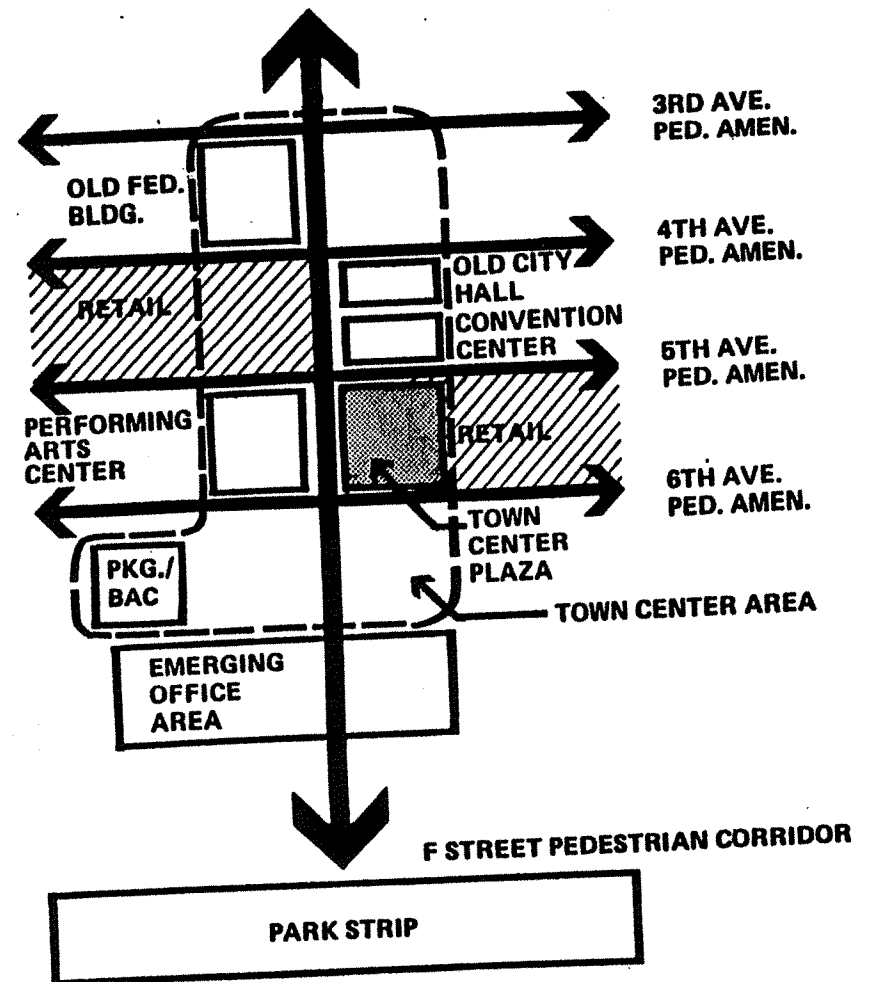 3RD AVE.
PED. AMEN.
OLD FED.
BLDG.
4TH AVE.
PED. AMEN.
OLD CITY
HALL
RETAIL
CONVENTION
CENTER
5TH AVE.
PED. AMEN.
PERFORMING
ARTS
CENTER
RETAIL
6TH AVE.
PED. AMEN.
TOWN
CENTER
PLAZA
PKG./
BAC
TOWN CENTER AREA
EMERGING
OFFICE
AREA
F STREET PEDESTRIAN CORRIDOR
PARK STRIP